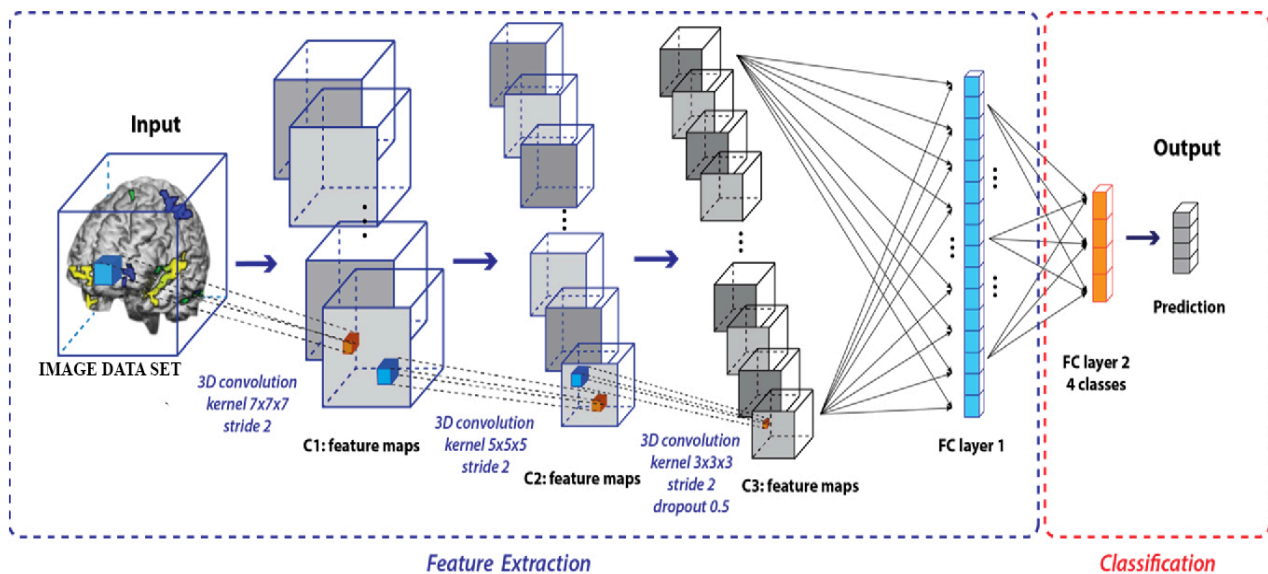 Input
IMAGE DATA SET
3D convolution
kernel 7x7x7
stride 2
C1: feature maps
3D convolution
kernel 5x5x5
stride 2
C2: feature maps
3D convolution
kernel 3x3x3
stride 2
dropout 0.5
C3: feature maps
FC layer 1
FC layer 2
4 classes
Output
Prediction
Feature Extraction
Classification